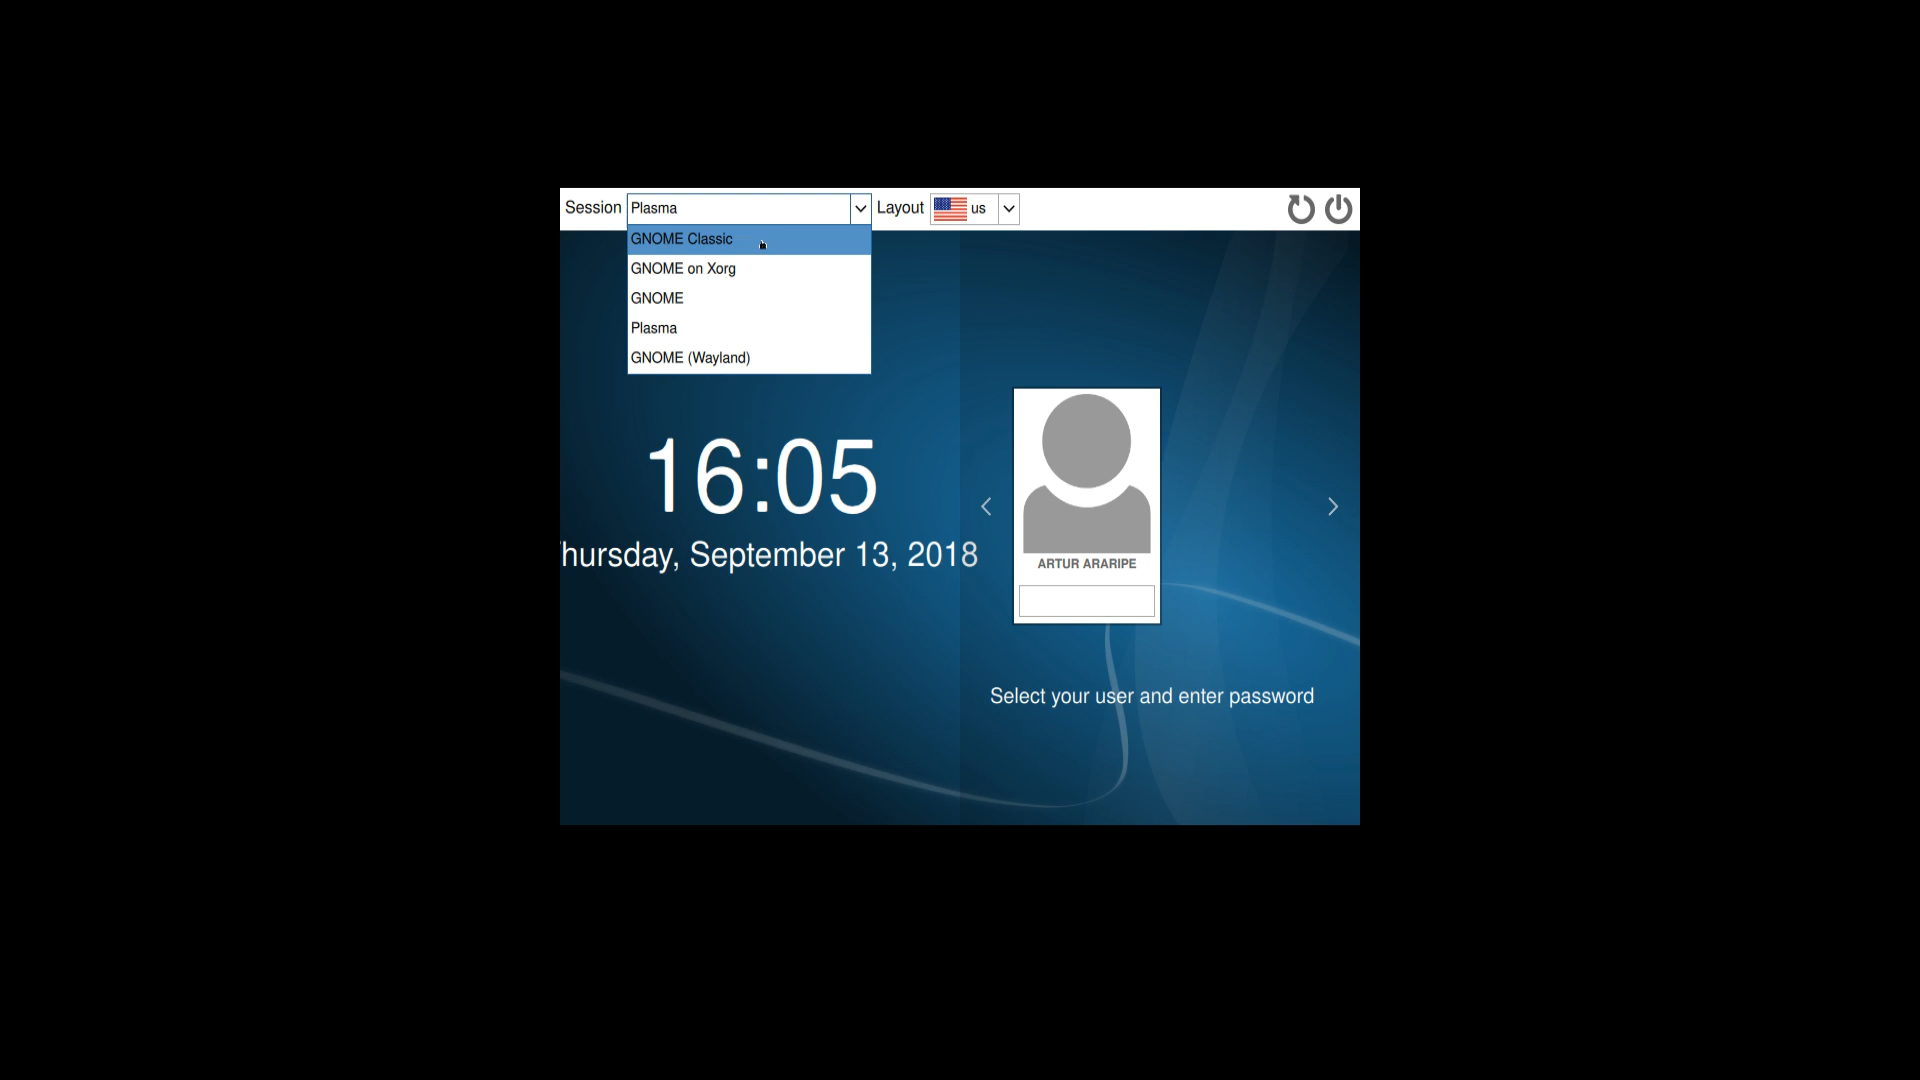 Session Plasma Layout us
GNOME Classic
GNOME on Xorg
GNOME
Plasma
GNOME (Wayland)
16:05
hursday, September 13, 2018
ARTUR ARARIPE
Select your user and enter password